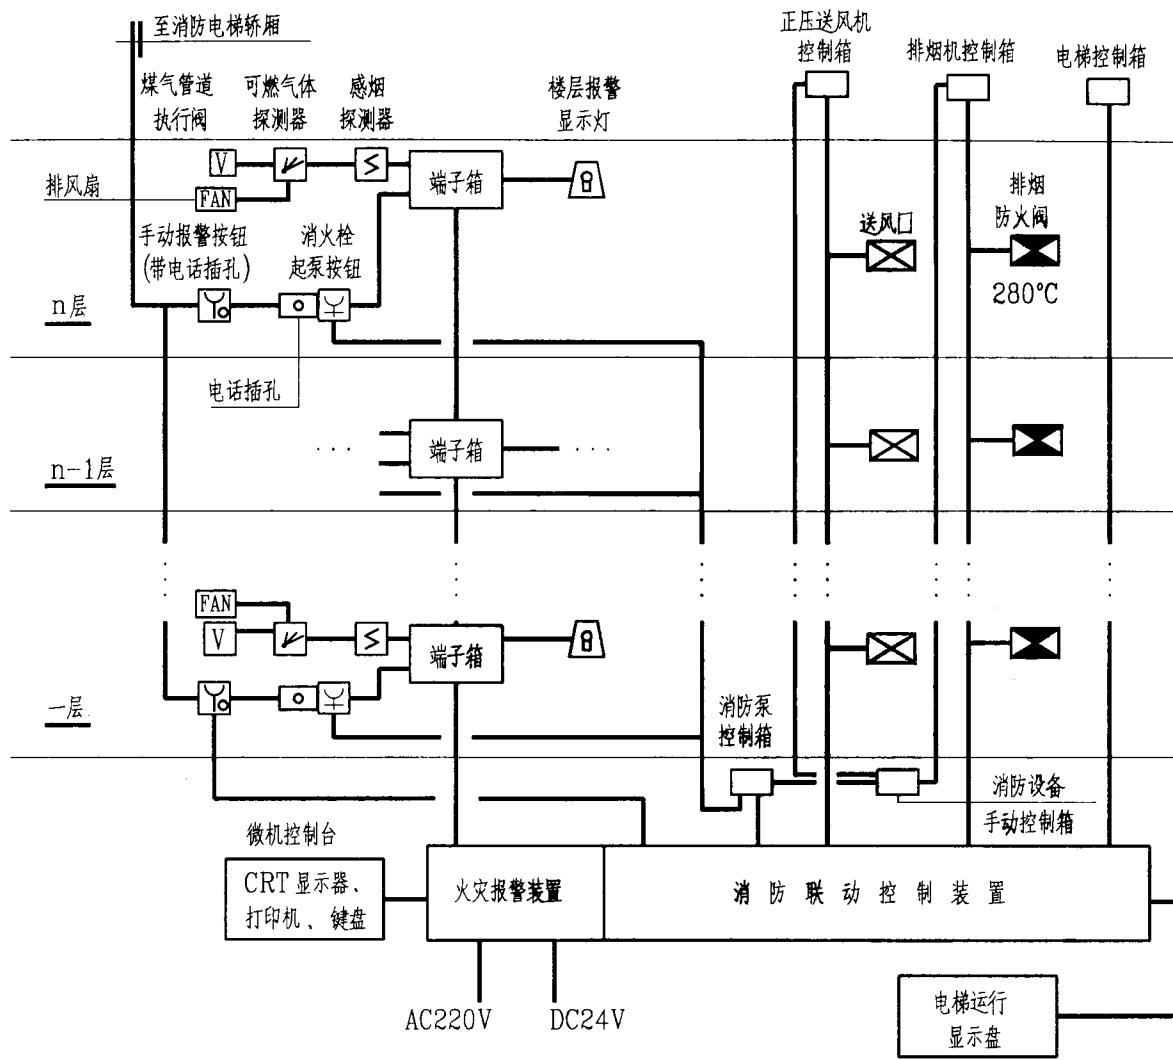 至消防电梯轿厢
正压送风机
控制箱
排烟机控制箱
电梯控制箱
煤气管道
执行阀
可燃气体
探测器
感烟
探测器
楼层报警
显示灯
V
FAN
排风扇
端子箱
手动报警按钮
(带电话插孔)
消火栓
起泵按钮
送风口
排烟
防火阀
280℃
n层
电话插孔
···
端子箱
···
n-1层
FAN
V
端子箱
一层
消防泵
控制箱
消防设备
手动控制箱
微机控制台
CRT显示器、
打印机、键盘
火灾报警装置
消防联动控制装置
AC220V
DC24V
电梯运行
显示盘